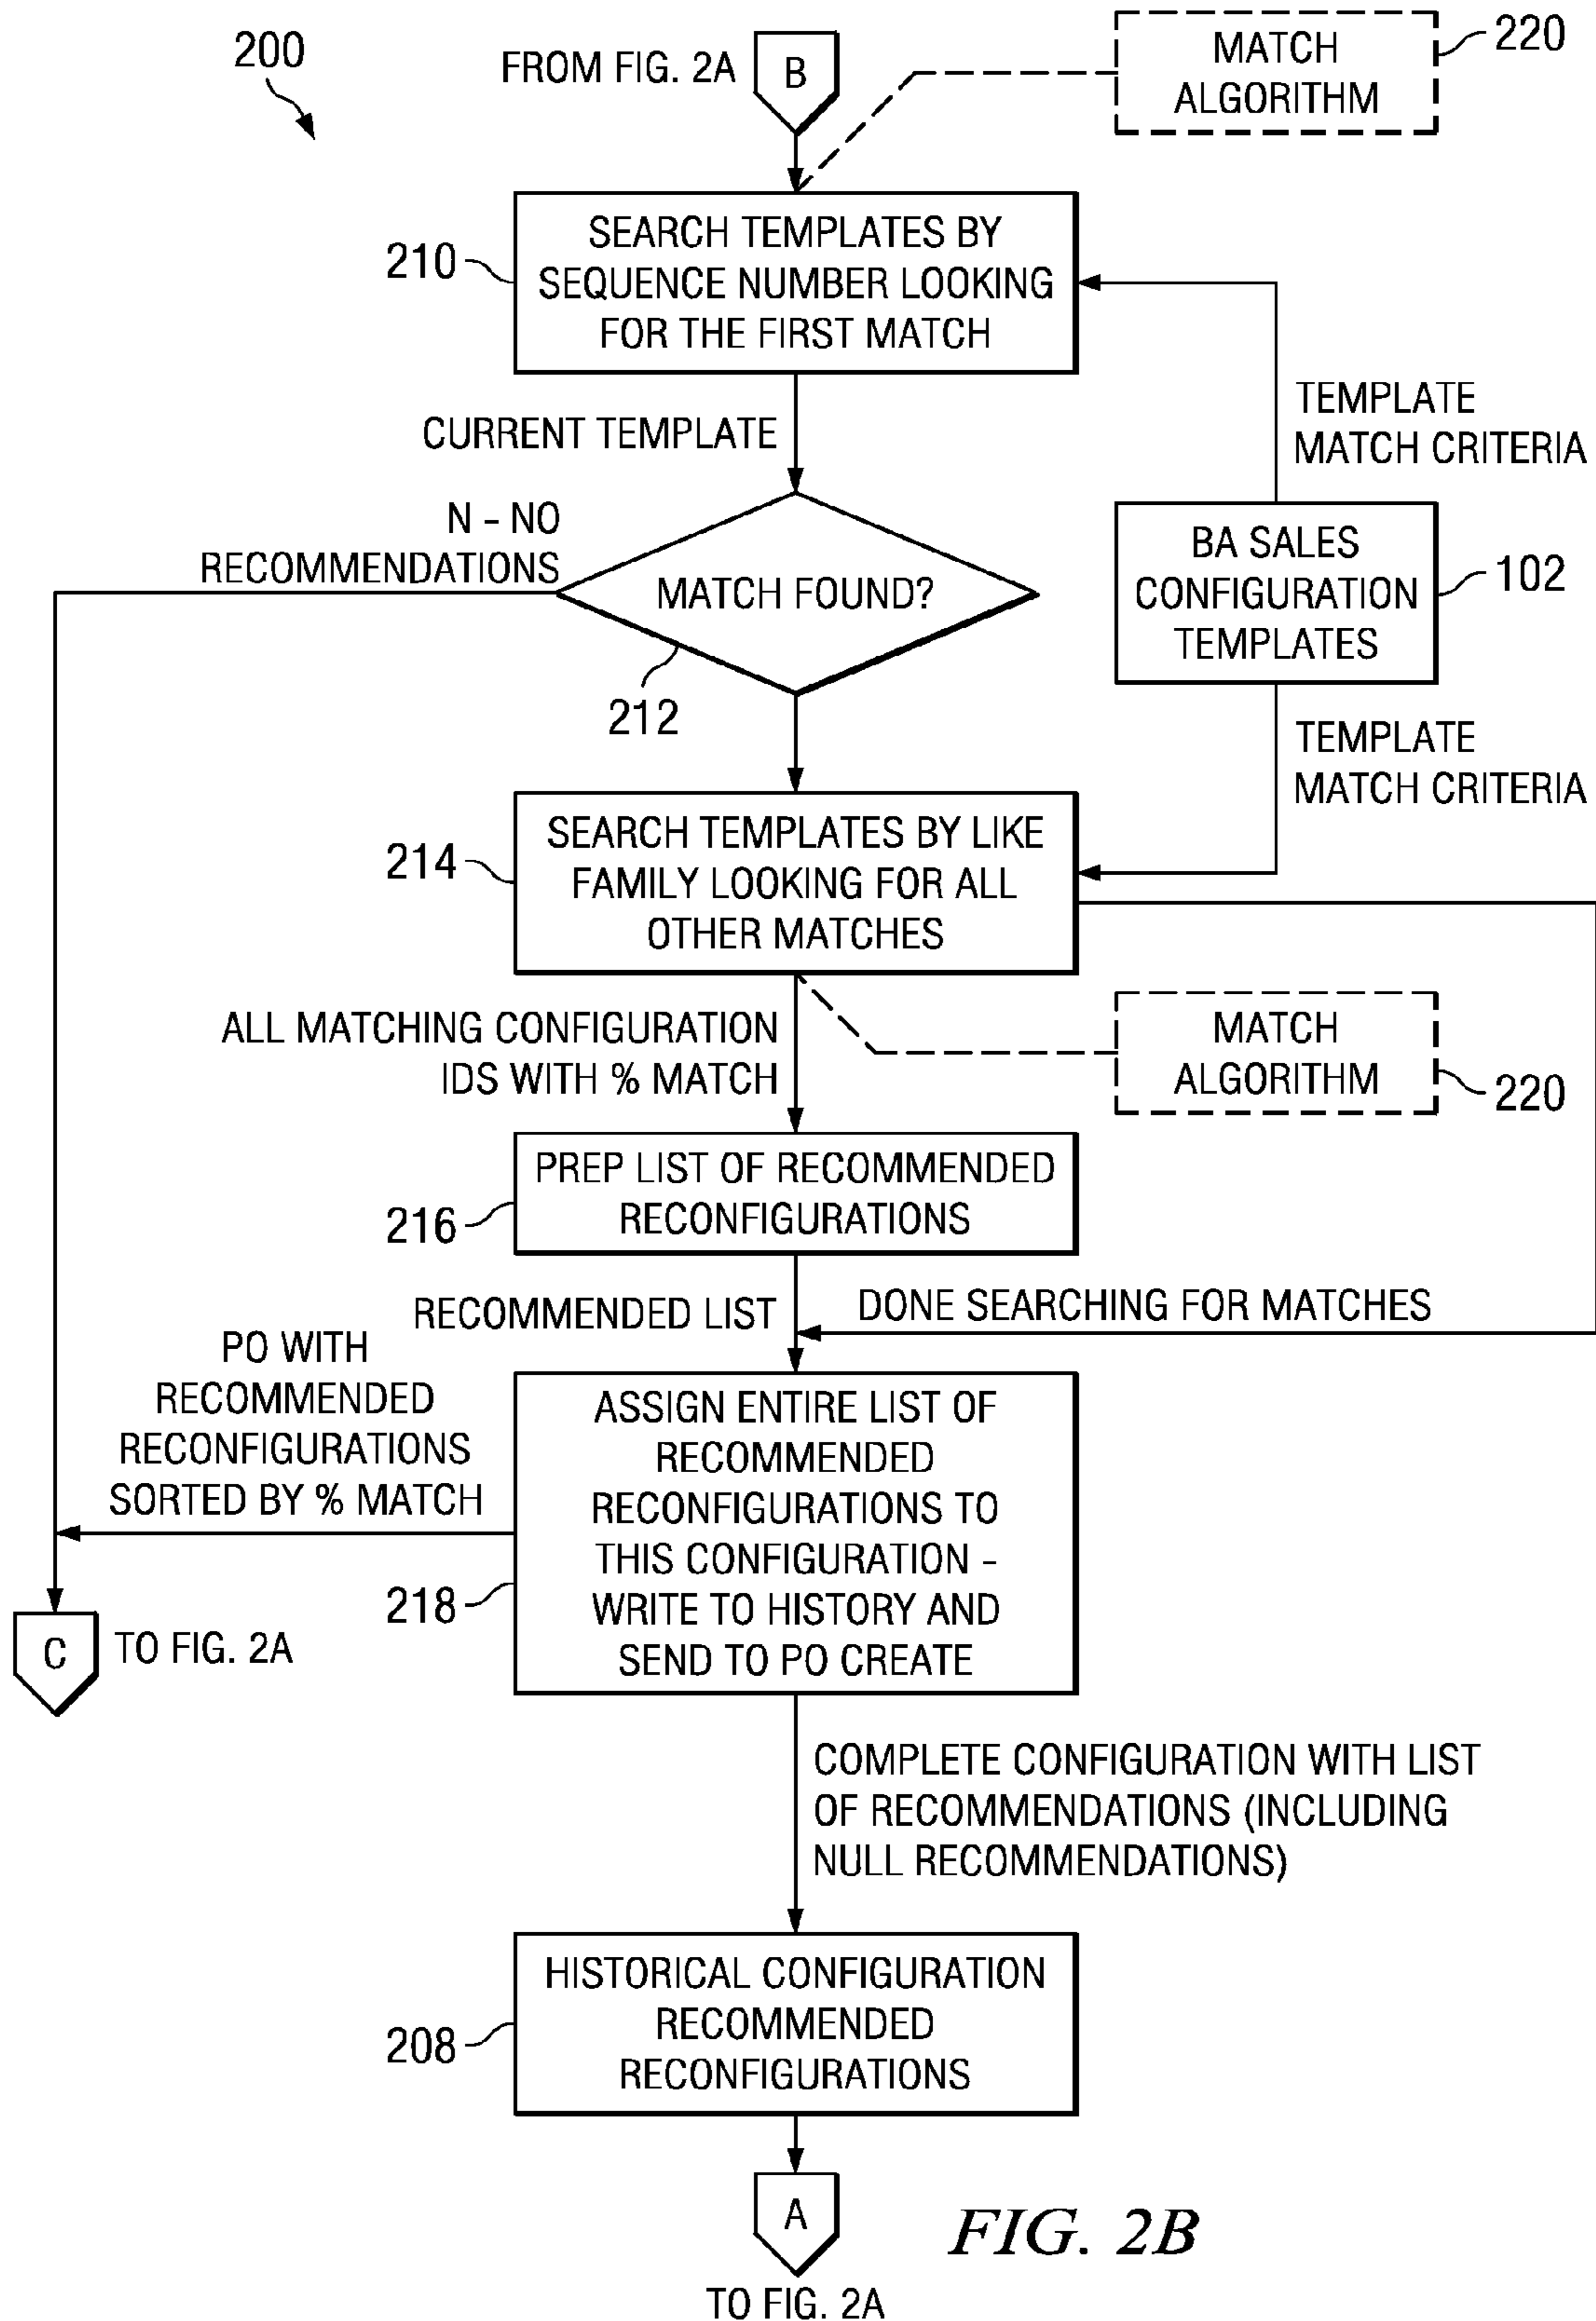 200
FROM FIG. 2A
B
MATCH
ALGORITHM
220
210
SEARCH TEMPLATES BY
SEQUENCE NUMBER LOOKING
FOR THE FIRST MATCH
CURRENT TEMPLATE
TEMPLATE
MATCH CRITERIA
N - NO
RECOMMENDATIONS
MATCH FOUND?
212
BA SALES
CONFIGURATION
TEMPLATES
102
TEMPLATE
MATCH CRITERIA
214
SEARCH TEMPLATES BY LIKE
FAMILY LOOKING FOR ALL
OTHER MATCHES
ALL MATCHING CONFIGURATION
IDS WITH % MATCH
MATCH
ALGORITHM
220
216
PREP LIST OF RECOMMENDED
RECONFIGURATIONS
RECOMMENDED LIST
DONE SEARCHING FOR MATCHES
PO WITH
RECOMMENDED
RECONFIGURATIONS
SORTED BY % MATCH
218
ASSIGN ENTIRE LIST OF
RECOMMENDED
RECONFIGURATIONS TO
THIS CONFIGURATION -
WRITE TO HISTORY AND
SEND TO PO CREATE
C
TO FIG. 2A
COMPLETE CONFIGURATION WITH LIST
OF RECOMMENDATIONS (INCLUDING
NULL RECOMMENDATIONS)
208
HISTORICAL CONFIGURATION
RECOMMENDED
RECONFIGURATIONS
A
TO FIG. 2A
FIG. 2B